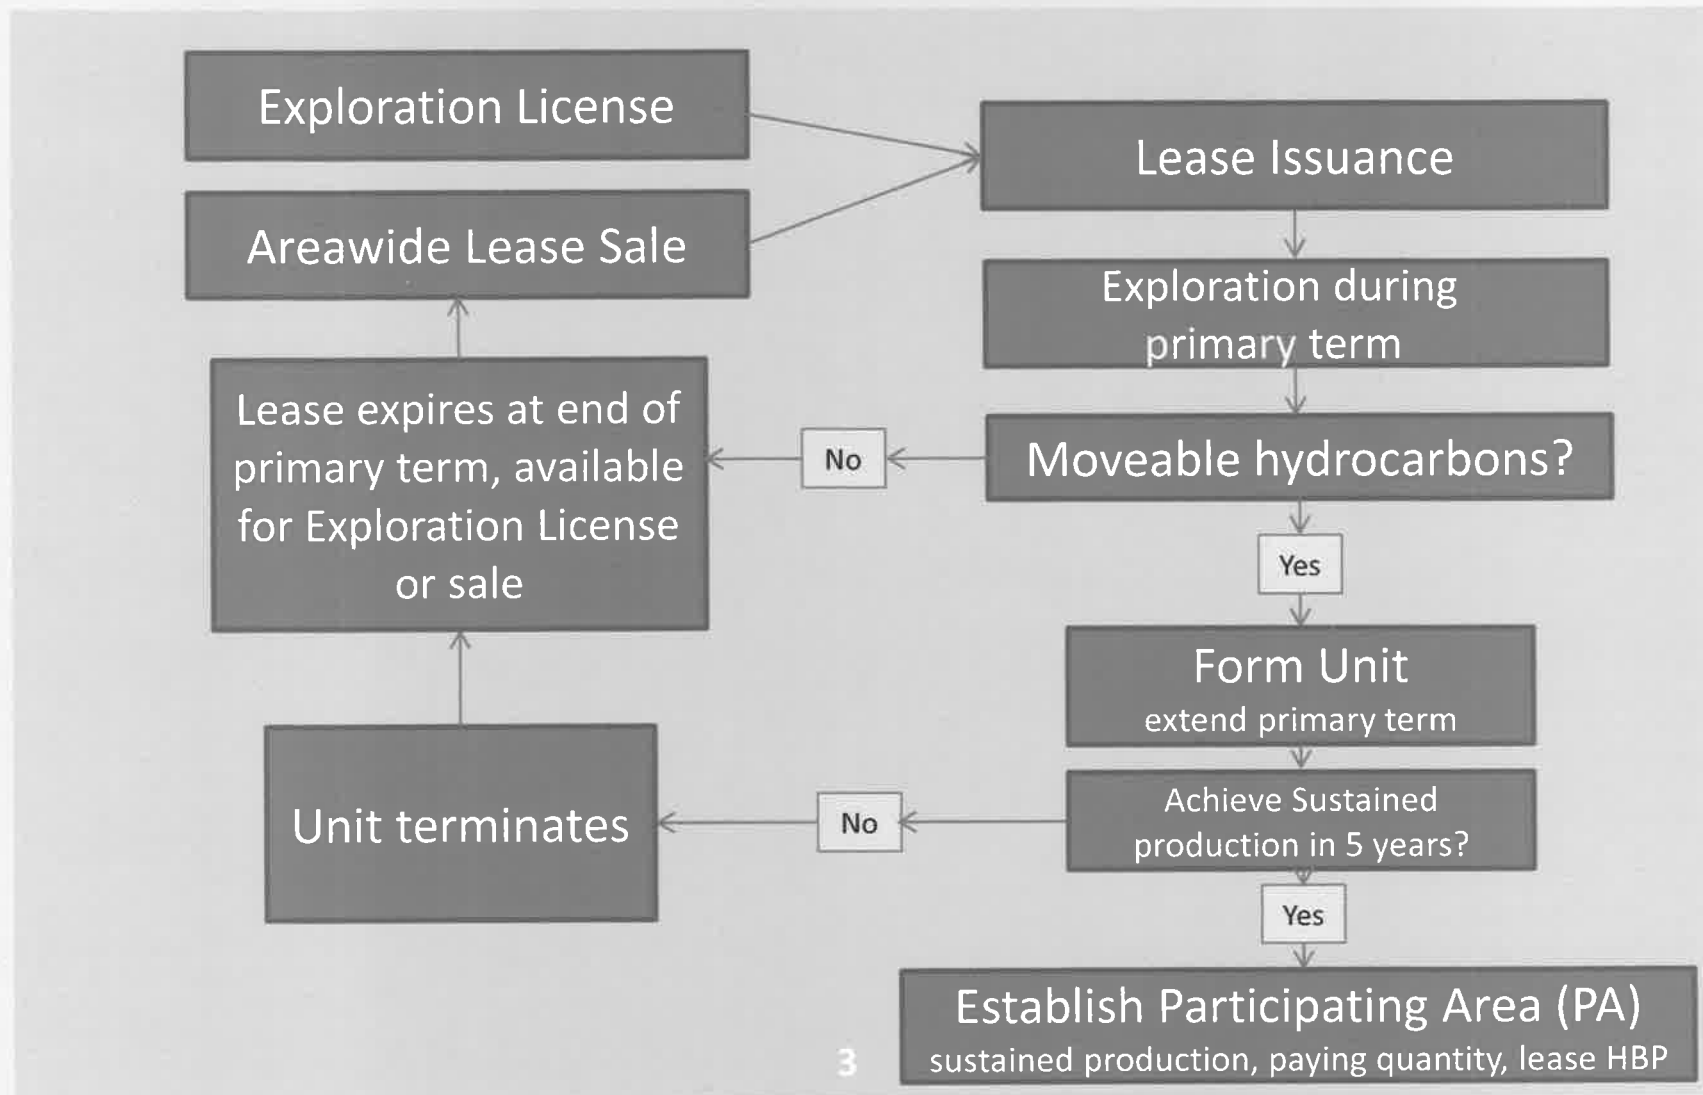 Exploration License
Areawide Lease Sale
Lease Issuance
Exploration during
primary term
Moveable hydrocarbons?
No
Lease expires at end of
primary term, available
for Exploration License
or sale
Yes
Form Unit
extend primary term
Achieve Sustained
production in 5 years?
No
Unit terminates
Yes
Establish Participating Area (PA)
sustained production, paying quantity, lease HBP
3